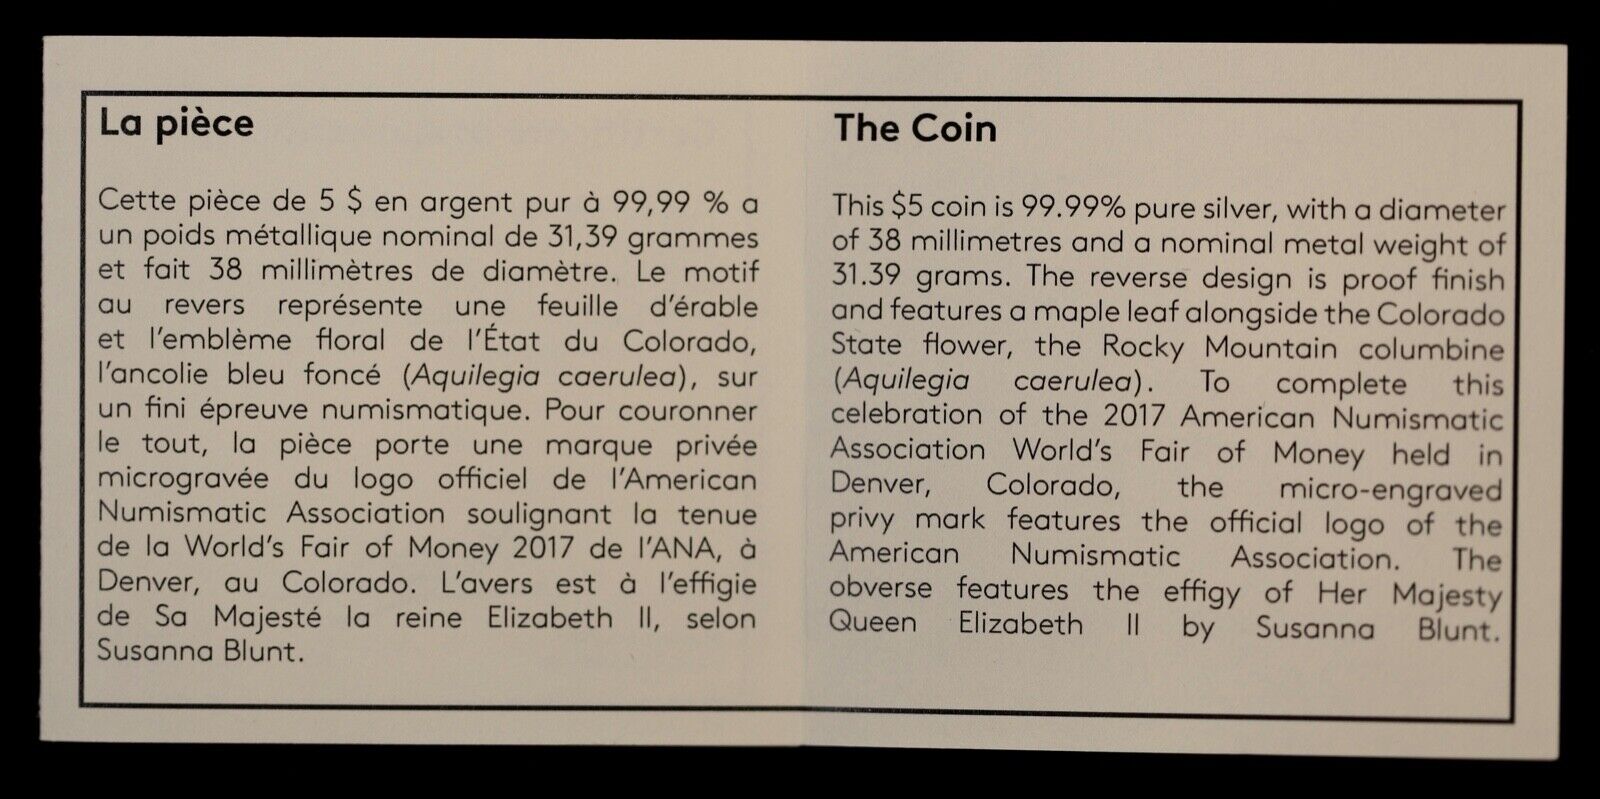 La pièce
Cette pièce de 5 $ en argent pur à 99,99 % a
un poids métallique nominal de 31,39 grammes
et fait 38 millimètres de diamètre. Le motif
au revers représente une feuille d'érable
et l'emblème floral de l'État du Colorado,
l'ancolie bleu foncé (Aquilegia caerulea), sur
un fini épreuve numismatique. Pour couronner
le tout, la pièce porte une marque privée
microgravée du logo officiel de l'American
Numismatic Association soulignant la tenue
de la World's Fair of Money 2017 de l'ANA, à
Denver, au Colorado. L'avers est à l'effigie
de Sa Majesté la reine Elizabeth II, selon
Susanna Blunt.
The Coin
This $5 coin is 99.99% pure silver, with a diameter
of 38 millimetres and a nominal metal weight of
31.39 grams. The reverse design is proof finish
and features a maple leaf alongside the Colorado
State flower, the Rocky Mountain columbine
(Aquilegia caerulea). To complete this
celebration of the 2017 American Numismatic
Association World's Fair of Money held in
Denver, Colorado, the micro-engraved
privy mark features the official logo of the
American Numismatic Association. The
obverse features the effigy of Her Majesty
Queen Elizabeth II by Susanna Blunt.